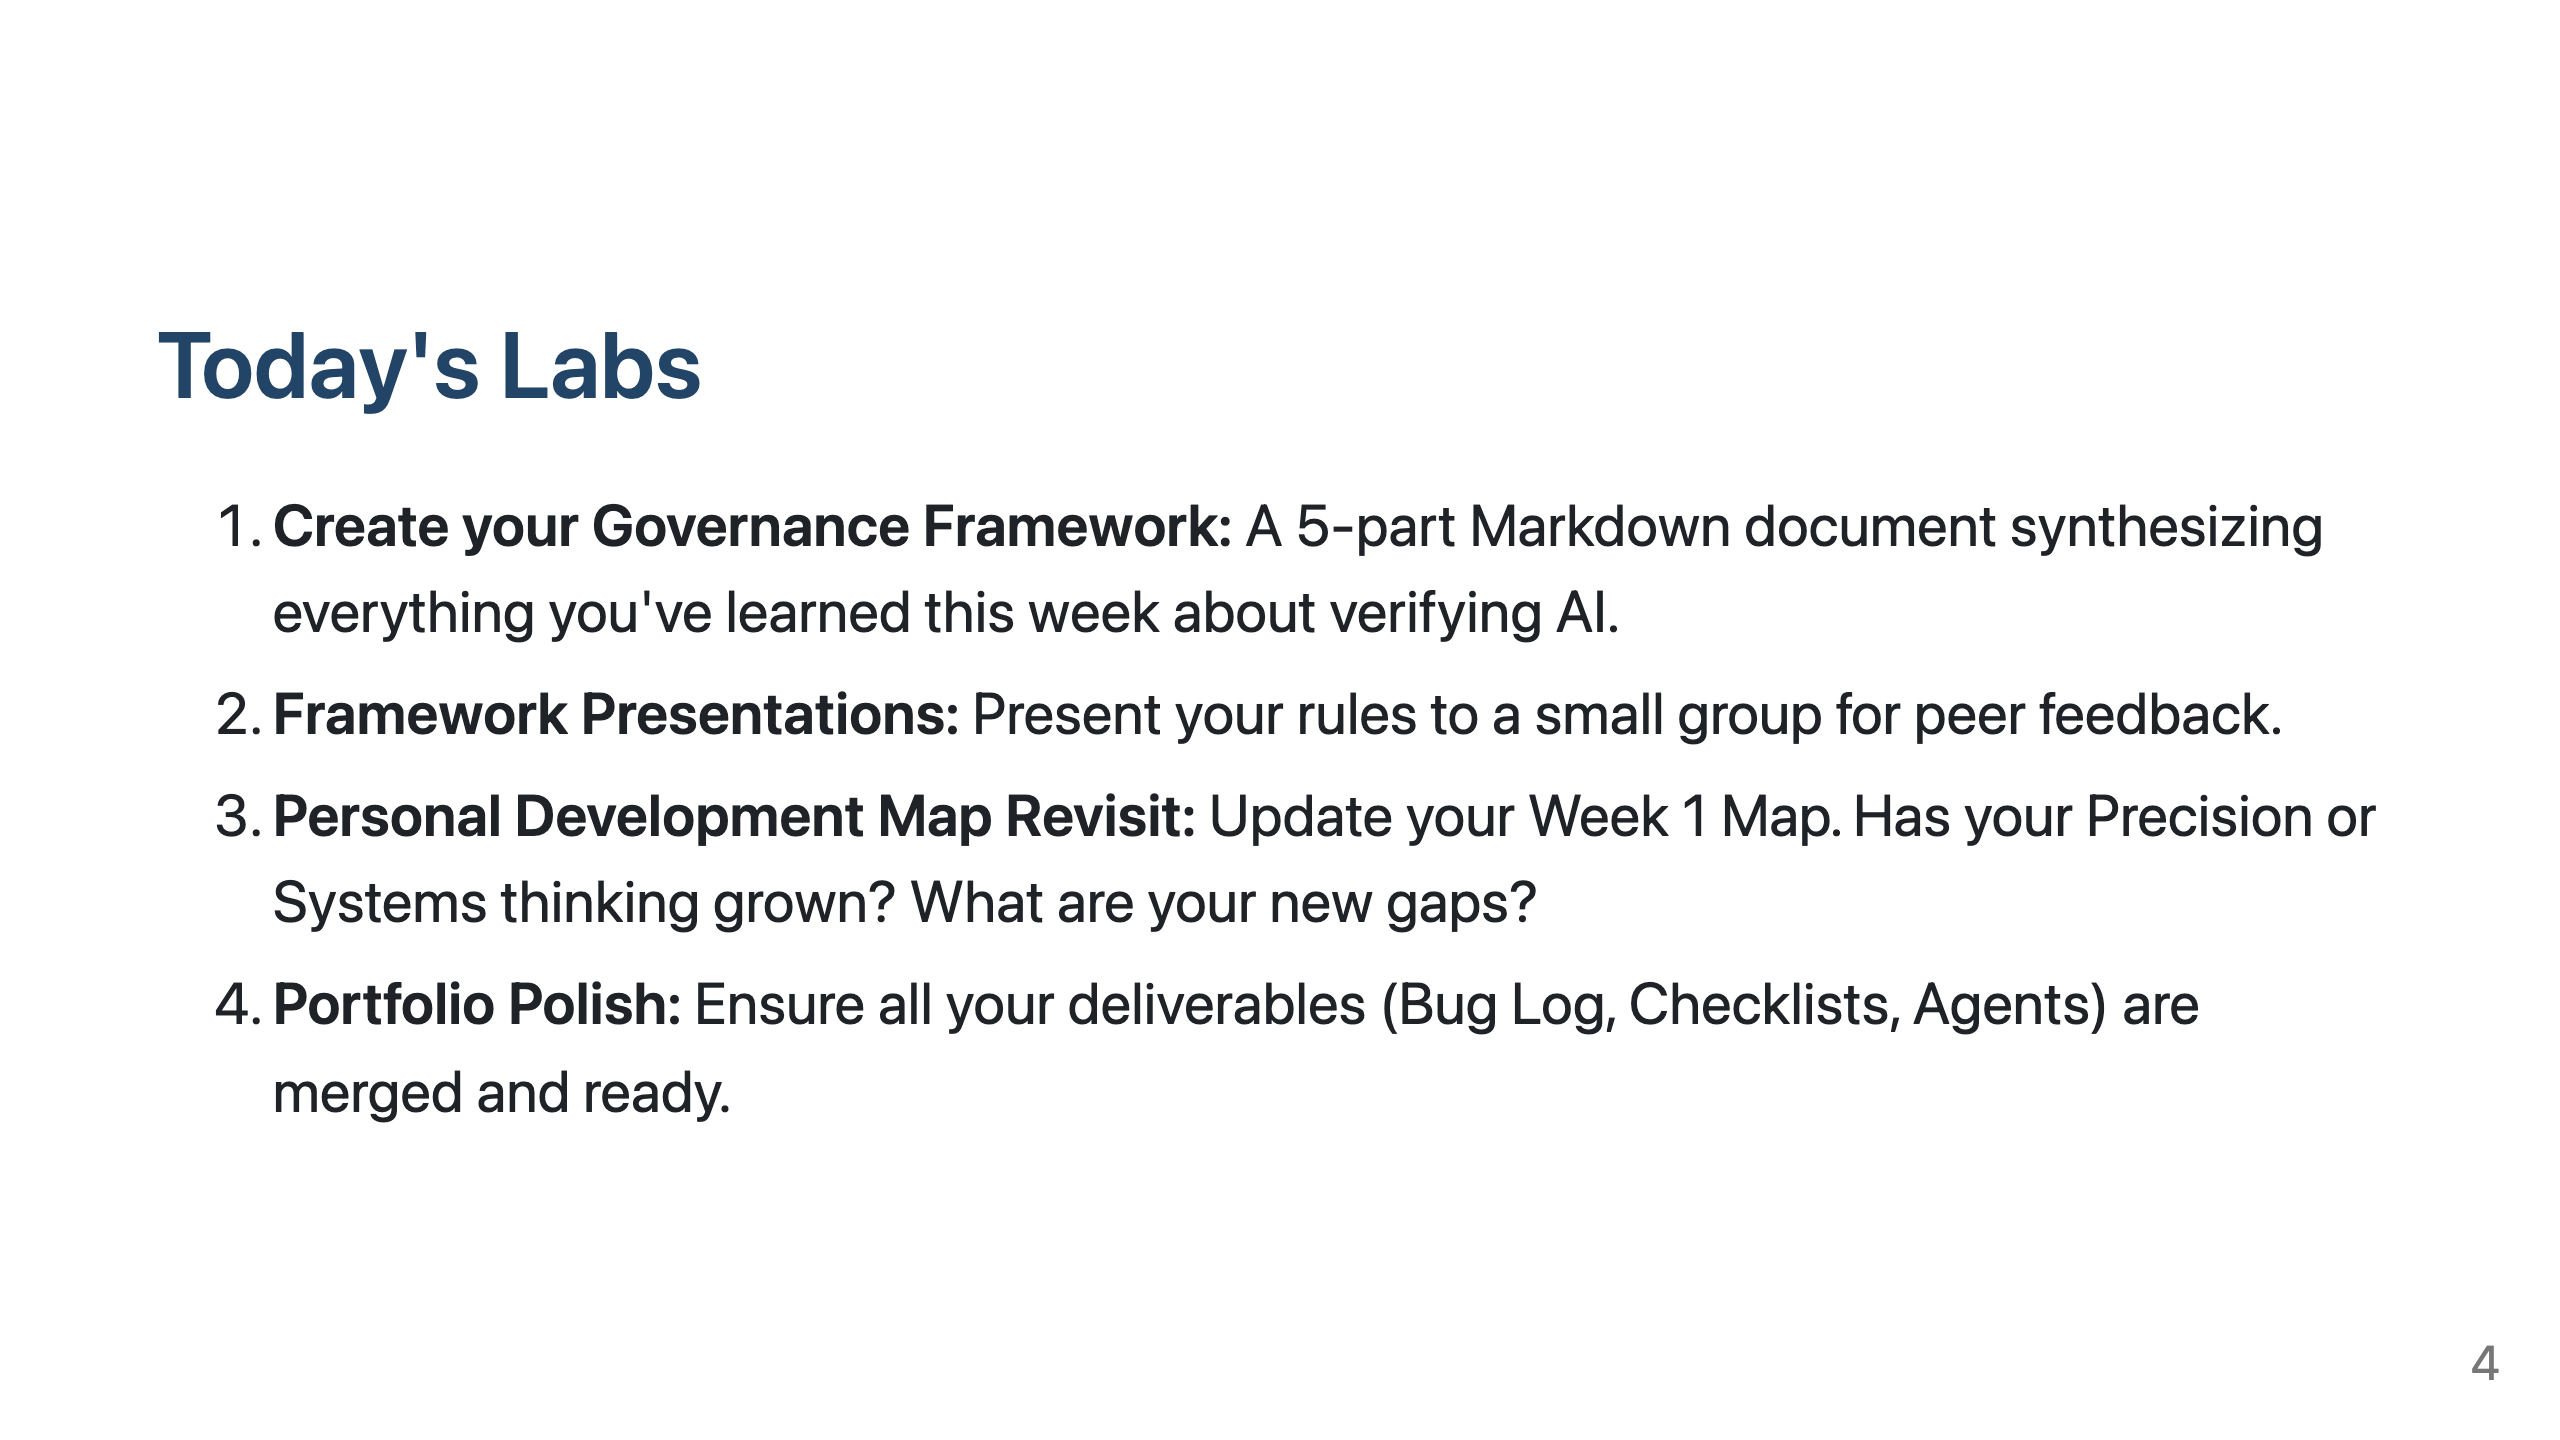 Today's Labs
1. Create your Governance Framework: A 5-part Markdown document synthesizing
everything you've learned this week about verifying AI.
2. Framework Presentations: Present your rules to a small group for peer feedback.
3. Personal Development Map Revisit: Update your Week 1 Map. Has your Precision or
Systems thinking grown? What are your new gaps?
4. Portfolio Polish: Ensure all your deliverables (Bug Log, Checklists, Agents) are
merged and ready.
4